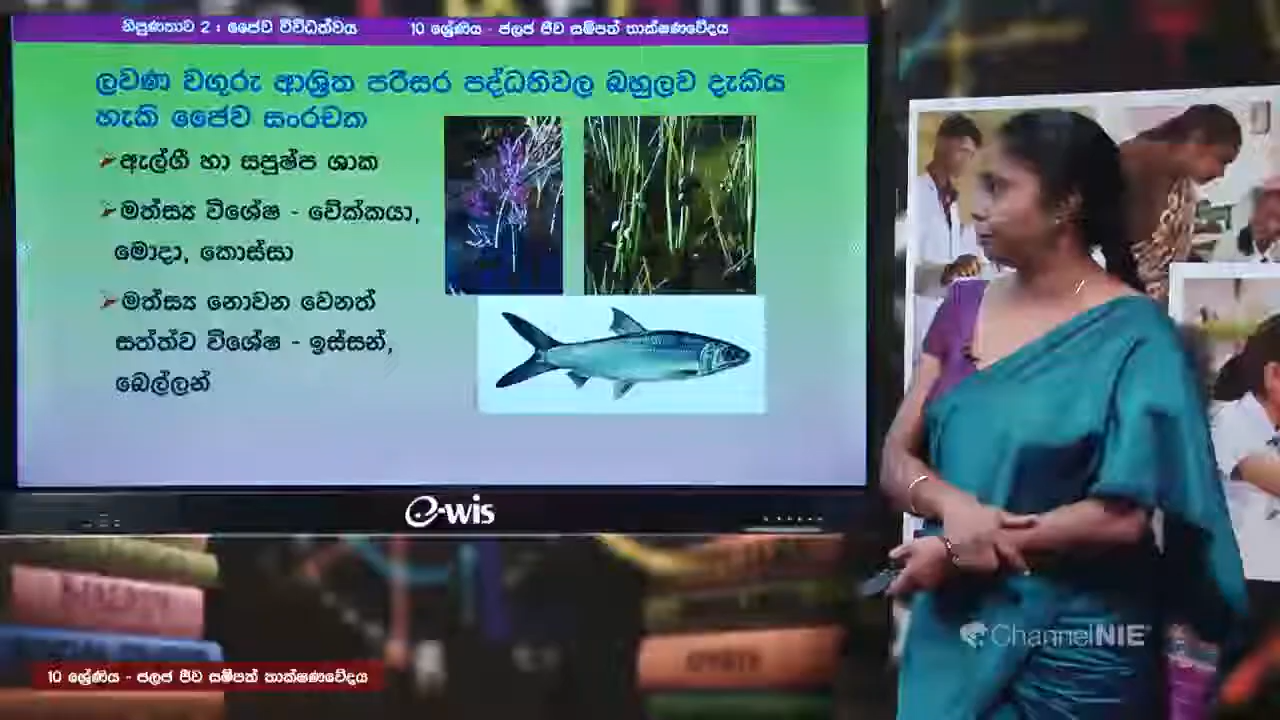 නිපුණතාව 2 : ජෛව විවිධත්වය 10 ශ්‍රේණිය - ජලජ ජීව සම්පත් තාක්ෂණවේදය
ලවණ වගුරු ආශ්‍රිත පරිසර පද්ධතිවල බහුලව දැකිය
හැකි ජෛව සංරචක
ඇල්ගී හා සපුෂ්ප ශාක
මත්ස්‍ය විශේෂ - වේක්කයා,
මොදා, කොස්සා
මත්ස්‍ය නොවන වෙනත්
සත්ත්ව විශේෂ - ඉස්සන්,
බෙල්ලන්
e-wis
ChannelNIE
10 ශ්‍රේණිය - ජලජ ජීව සම්පත් තාක්ෂණවේදය